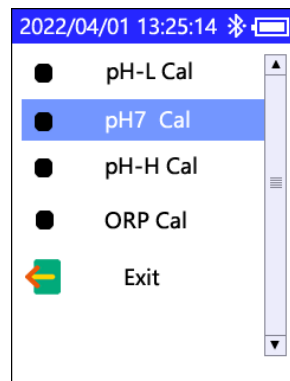 2022/04/01 13:25:14
pH-L Cal
pH7 Cal
pH-H Cal
ORP Cal
Exit